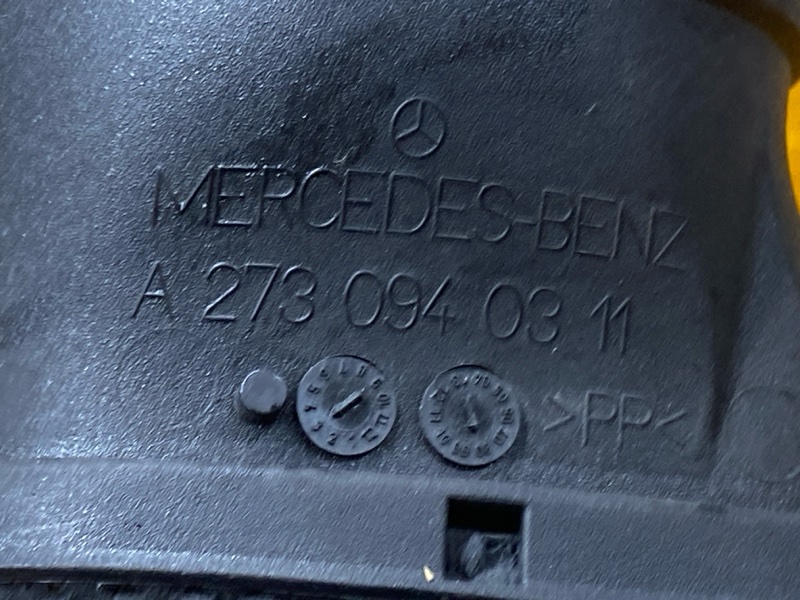 MERCEDES-BENZ
A 273 094 03 11
>PP<